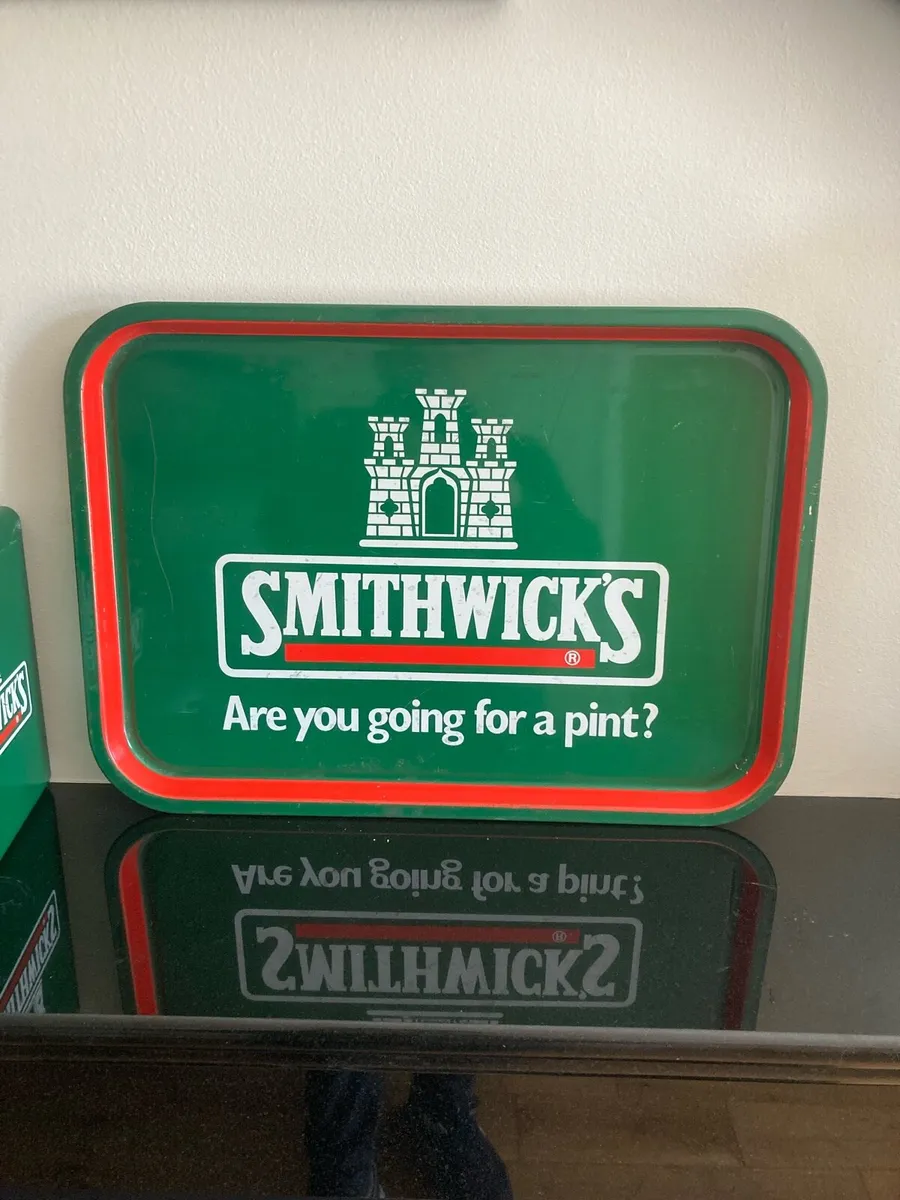 SMITHWICK'S
®
Are you going for a pint?